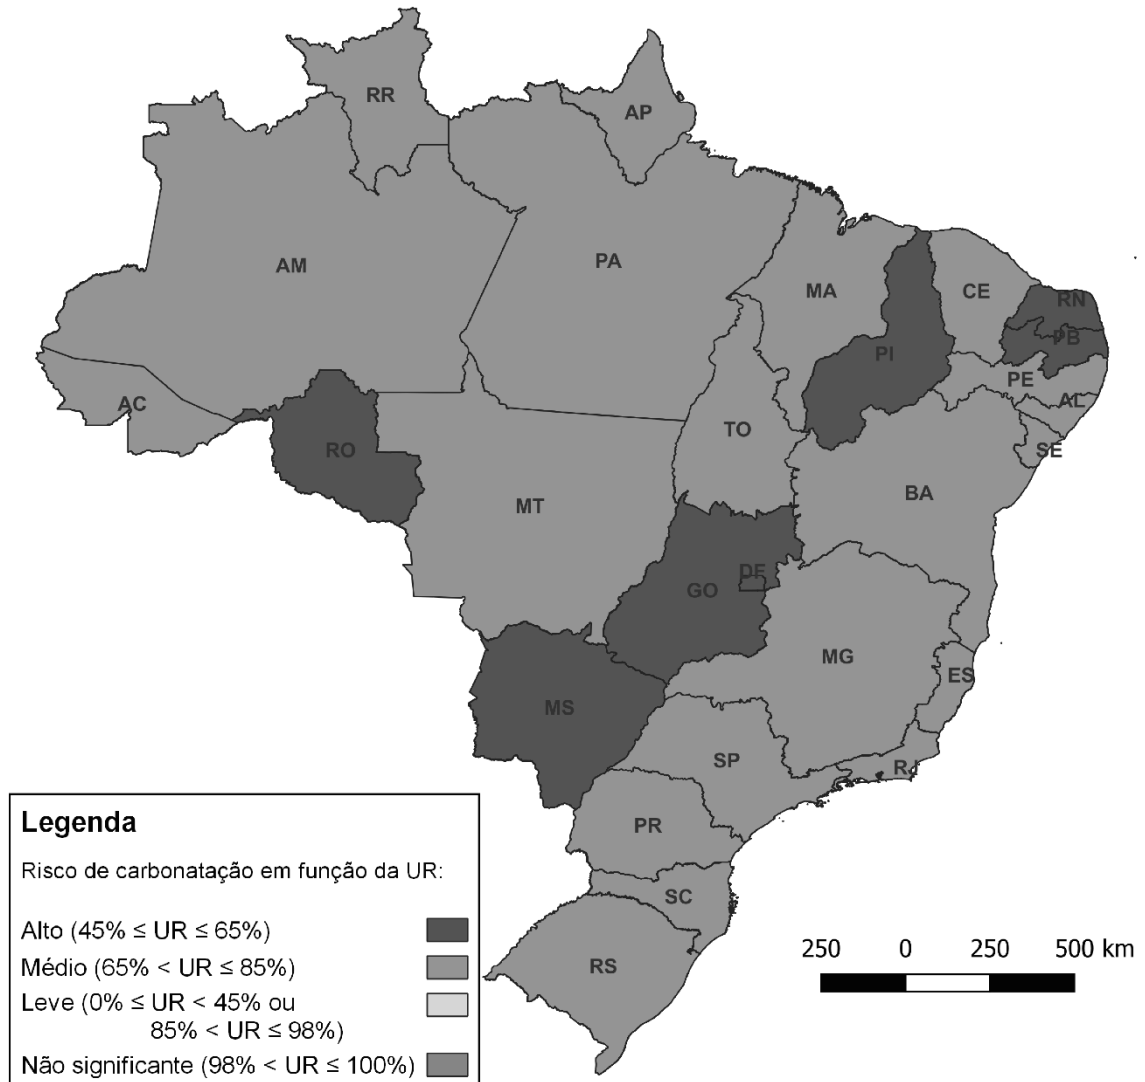 RR
AP
AM
PA
MA
CE
RN
PB
PI
PE
AC
AL
TO
RO
SE
BA
MT
DF
GO
MG
ES
MS
SP
RJ
PR
SC
RS
Legenda
Risco de carbonatação em função da UR:
Alto (45% ≤ UR ≤ 65%)
Médio (65% < UR ≤ 85%)
Leve (0% ≤ UR < 45% ou
85% < UR ≤ 98%)
Não significante (98% < UR ≤ 100%)
250 0 250 500 km